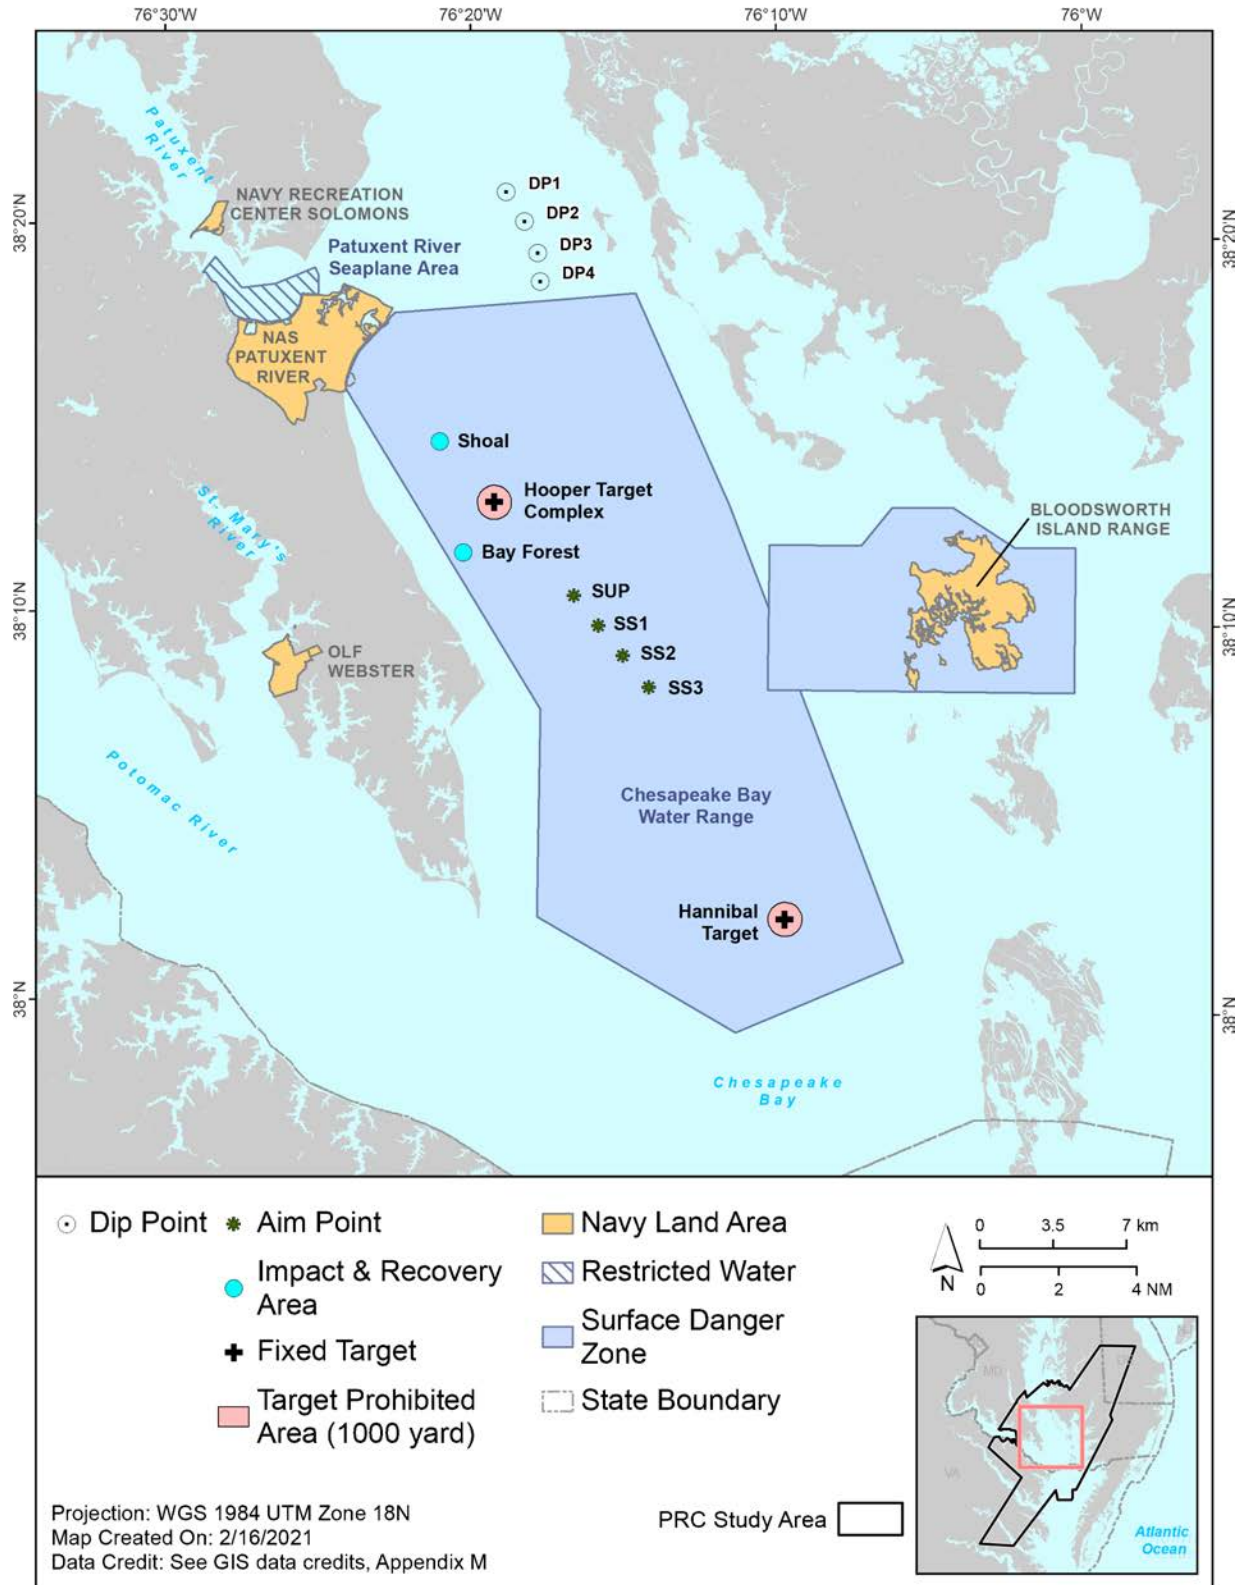 76°30'W
76°20'W
76°10'W
76°W
Patuxent
River
DP1
NAVY RECREATION
CENTER SOLOMONS
DP2
38°20'N
38°20'N
Patuxent River
Seaplane Area
DP3
DP4
NAS
PATUXENT
RIVER
Shoal
Hooper Target
Complex
St. Mary's
River
BLOODSWORTH
ISLAND RANGE
Bay Forest
SUP
38°10'N
38°10'N
SS1
OLF
WEBSTER
SS2
SS3
Potomac River
Chesapeake Bay
Water Range
Hannibal
Target
38°N
38°N
Chesapeake
Bay
Dip Point
Aim Point
Impact & Recovery
Area
Fixed Target
Target Prohibited
Area (1000 yard)
Navy Land Area
Restricted Water
Surface Danger
Zone
State Boundary
0 3.5 7 km
N
0 2 4 NM
MD
VA
Atlantic
Ocean
PRC Study Area
Projection: WGS 1984 UTM Zone 18N
Map Created On: 2/16/2021
Data Credit: See GIS data credits, Appendix M